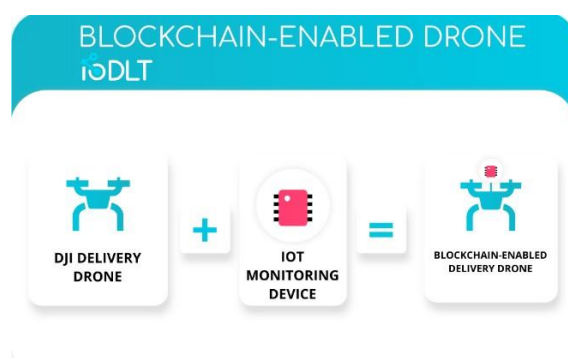 BLOCKCHAIN-ENABLED DRONE
ioDLT
DJI DELIVERY
DRONE
+
IOT
MONITORING
DEVICE
=
BLOCKCHAIN-ENABLED
DELIVERY DRONE